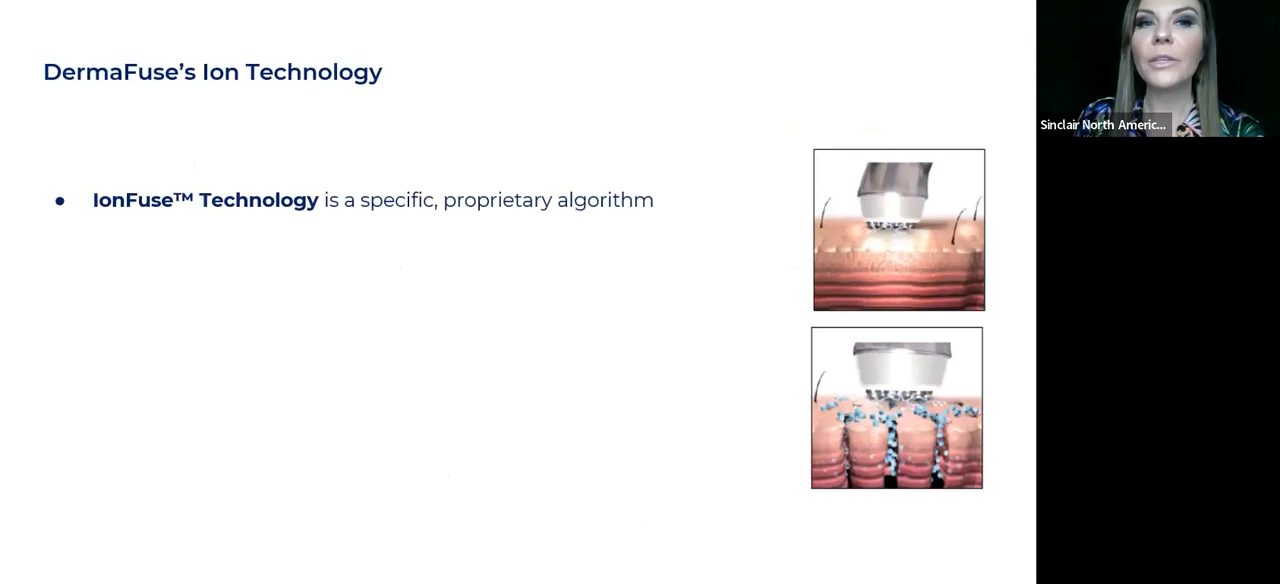 DermaFuse’s Ion Technology
● IonFuse™ Technology is a specific, proprietary algorithm
Sinclair North Americ...